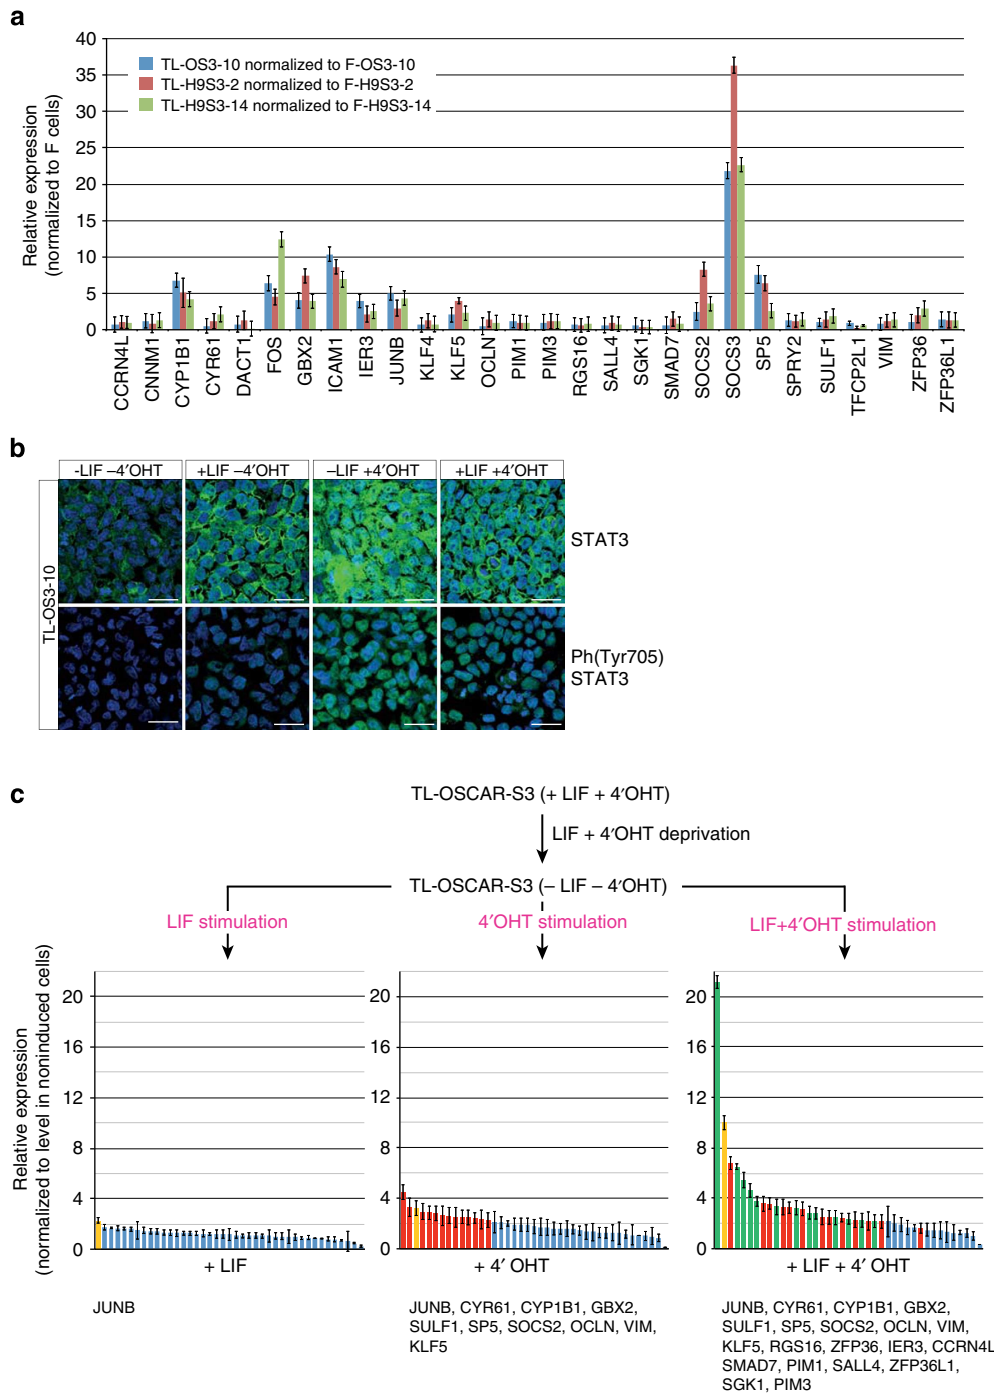 a
40
35
30
25
20
15
10
5
0
Relative expression
(normalized to F cells)
TL-OS3-10 normalized to F-OS3-10
TL-H9S3-2 normalized to F-H9S3-2
TL-H9S3-14 normalized to F-H9S3-14
CCRN4L
CNNM1
CYP1B1
CYR61
DACT1
FOS
GBX2
ICAM1
IER3
JUNB
KLF4
KLF5
OCLN
PIM1
PIM3
RGS16
SALL4
SGK1
SMAD7
SOCS2
SOCS3
SP5
SPRY2
SULF1
TFCP2L1
VIM
ZFP36
ZFP36L1
b
-LIF –4′OHT
+LIF –4′OHT
–LIF +4′OHT
+LIF +4′OHT
TL-OS3-10
STAT3
Ph(Tyr705)
STAT3
c
TL-OSCAR-S3 (+ LIF + 4′OHT)
LIF + 4′OHT deprivation
TL-OSCAR-S3 (– LIF – 4′OHT)
LIF stimulation
4′OHT stimulation
LIF+4′OHT stimulation
Relative expression
(normalized to level in noninduced cells)
20
16
12
8
4
0
20
16
12
8
4
0
20
16
12
8
4
0
+ LIF
+ 4′ OHT
+ LIF + 4′ OHT
JUNB
JUNB, CYR61, CYP1B1, GBX2,
SULF1, SP5, SOCS2, OCLN, VIM,
KLF5
JUNB, CYR61, CYP1B1, GBX2,
SULF1, SP5, SOCS2, OCLN, VIM,
KLF5, RGS16, ZFP36, IER3, CCRN4L
SMAD7, PIM1, SALL4, ZFP36L1,
SGK1, PIM3